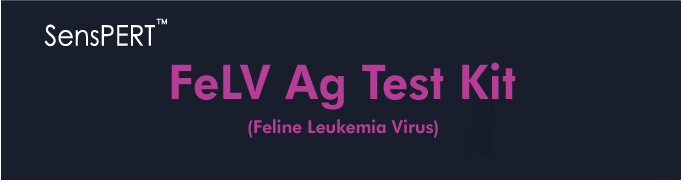 SensPERT™
FeLV Ag Test Kit
(Feline Leukemia Virus)